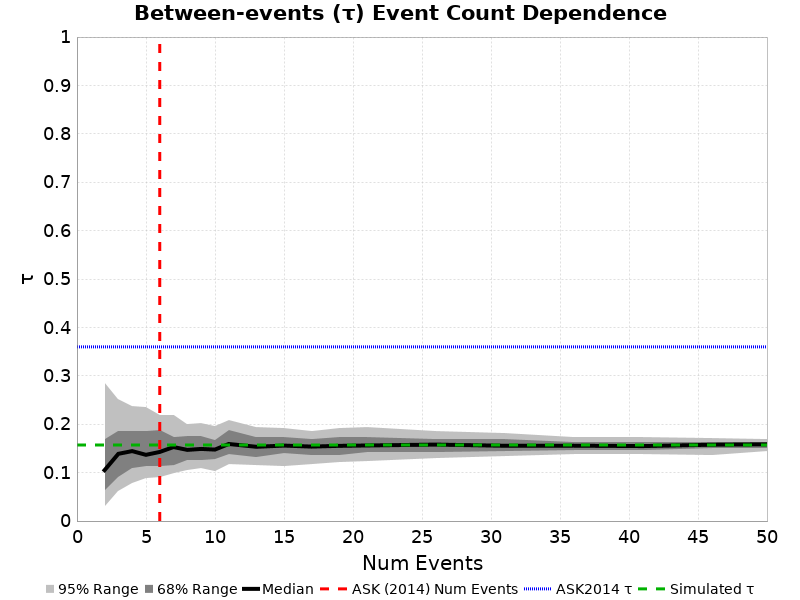 Between-events (τ) Event Count Dependence
1
0.9
0.8
0.7
0.6
0.5
0.4
0.3
0.2
0.1
0
τ
0 5 10 15 20 25 30 35 40 45 50
Num Events
95% Range 68% Range Median ASK (2014) Num Events ASK2014 τ Simulated τ